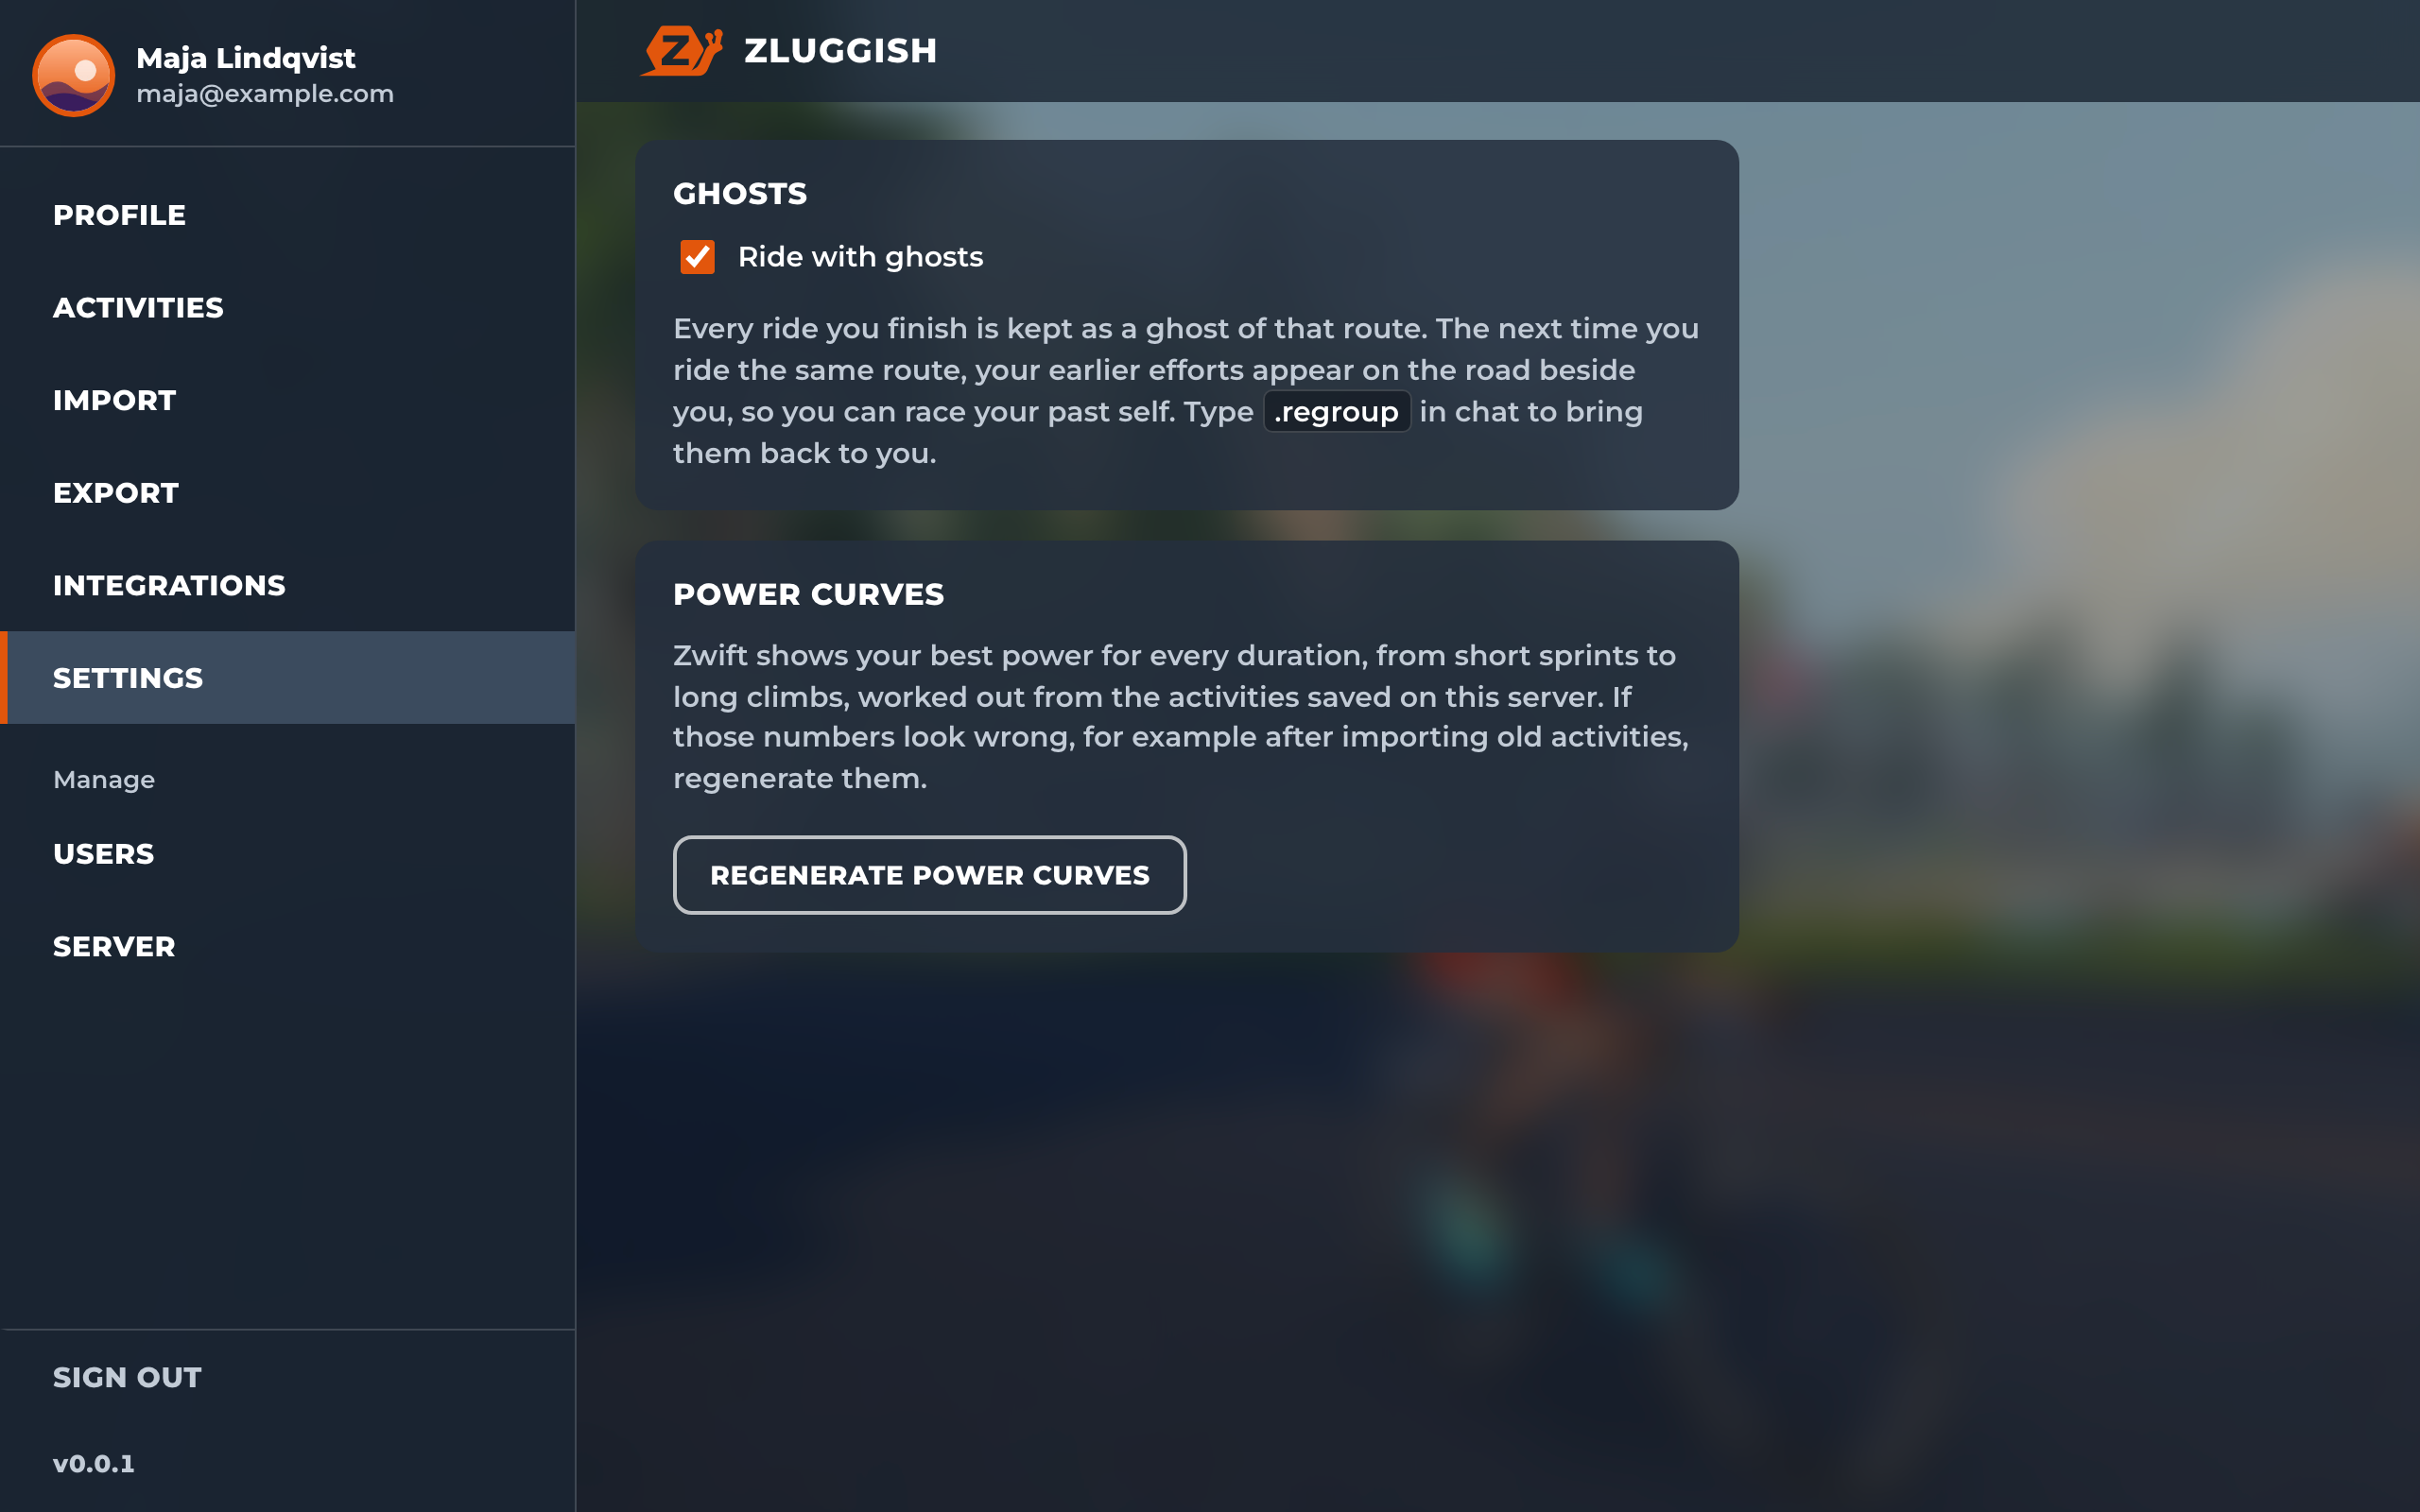 Maja Lindqvist
maja@example.com
PROFILE
ACTIVITIES
IMPORT
EXPORT
INTEGRATIONS
SETTINGS
Manage
USERS
SERVER
SIGN OUT
v0.0.1
Z ZLUGGISH
GHOSTS
Ride with ghosts
Every ride you finish is kept as a ghost of that route. The next time you
ride the same route, your earlier efforts appear on the road beside
you, so you can race your past self. Type .regroup in chat to bring
them back to you.
POWER CURVES
Zwift shows your best power for every duration, from short sprints to
long climbs, worked out from the activities saved on this server. If
those numbers look wrong, for example after importing old activities,
regenerate them.
REGENERATE POWER CURVES